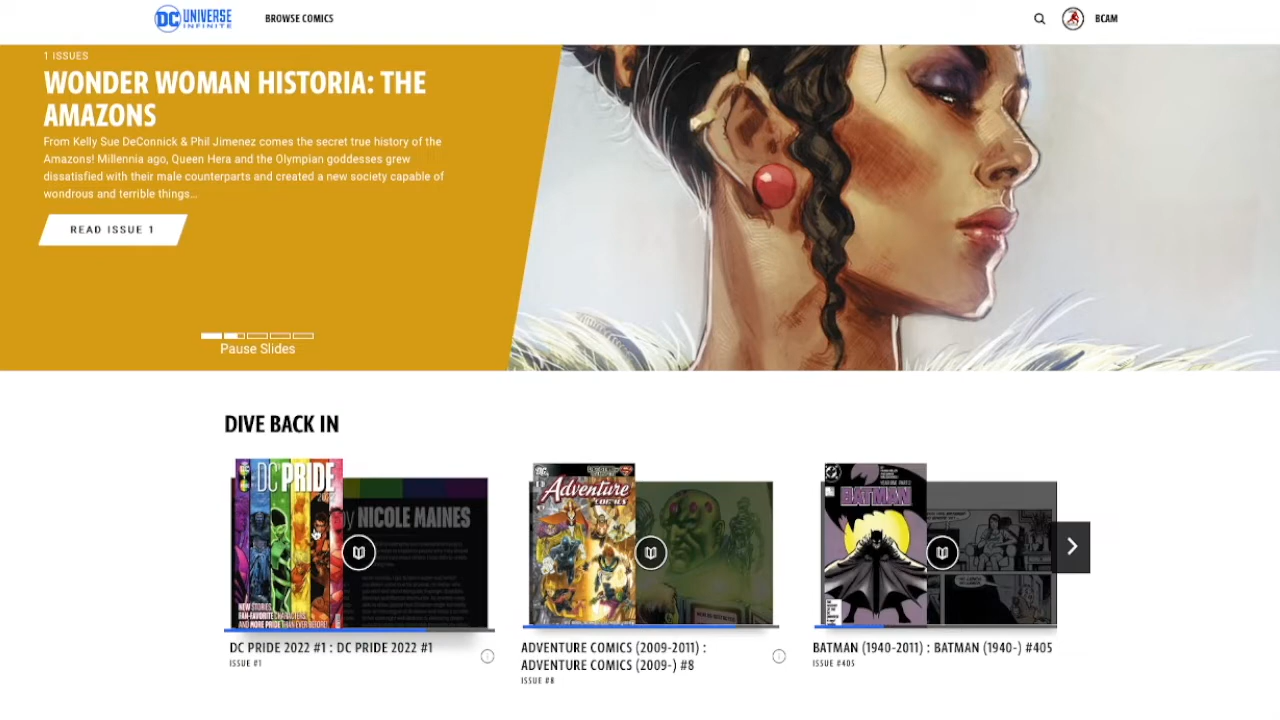 DC UNIVERSE
INFINITE
BROWSE COMICS
BCAM
1 ISSUES
WONDER WOMAN HISTORIA: THE
AMAZONS
From Kelly Sue DeConnick & Phil Jimenez comes the secret true history of the
Amazons! Millennia ago, Queen Hera and the Olympian goddesses grew
dissatisfied with their male counterparts and created a new society capable of
wondrous and terrible things...
READ ISSUE 1
Pause Slides
DIVE BACK IN
DC PRIDE
NICOLE MAINES
NEW STORIES,
FAN-FAVORITE CHARACTERS,
AND MORE PRIDE THAN EVER BEFORE!
Adventure
COMICS
BATMAN
DC PRIDE 2022 #1 : DC PRIDE 2022 #1
ISSUE #1
ADVENTURE COMICS (2009-2011) :
ADVENTURE COMICS (2009-) #8
ISSUE #8
BATMAN (1940-2011) : BATMAN (1940-) #405
ISSUE #405